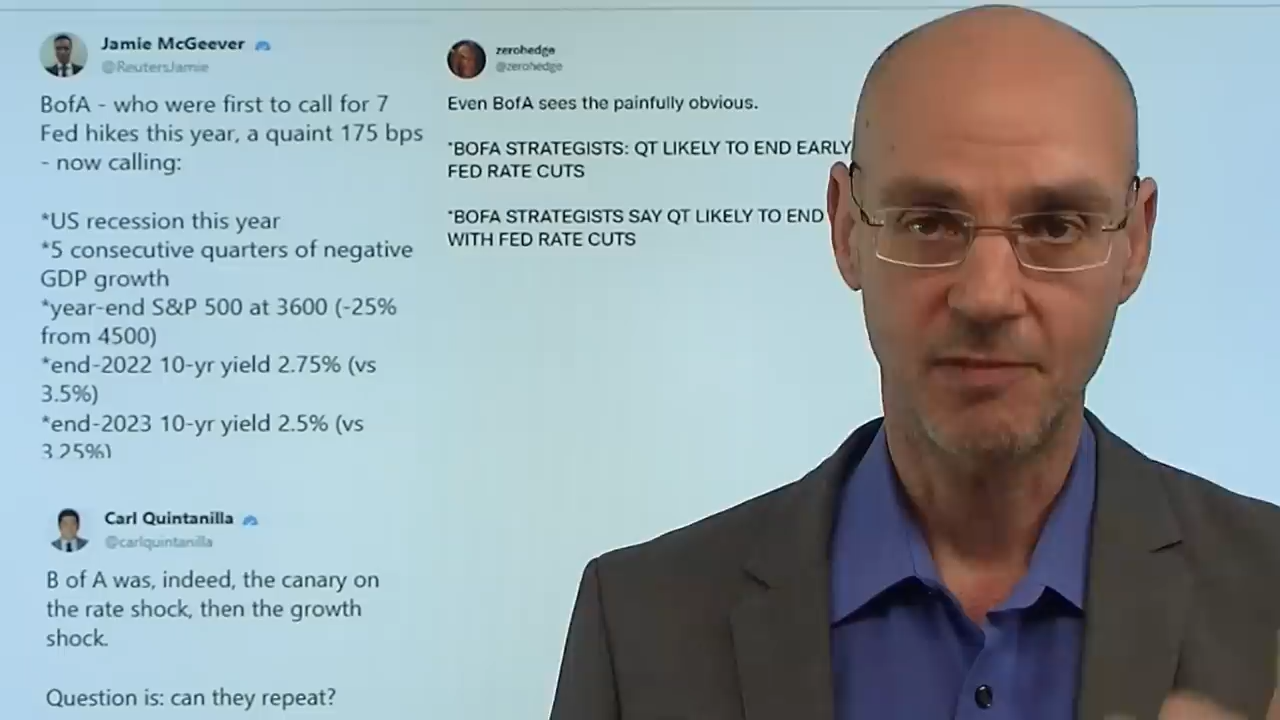 Jamie McGeever
@ReutersJamie
BofA - who were first to call for 7
Fed hikes this year, a quaint 175 bps
- now calling:
*US recession this year
*5 consecutive quarters of negative
GDP growth
*year-end S&P 500 at 3600 (-25%
from 4500)
*end-2022 10-yr yield 2.75% (vs
3.5%)
*end-2023 10-yr yield 2.5% (vs
3.25%)
Carl Quintanilla
@carlquintanilla
B of A was, indeed, the canary on
the rate shock, then the growth
shock.
Question is: can they repeat?
zerohedge
@zerohedge
Even BofA sees the painfully obvious.
*BOFA STRATEGISTS: QT LIKELY TO END EARLY
FED RATE CUTS
*BOFA STRATEGISTS SAY QT LIKELY TO END
WITH FED RATE CUTS